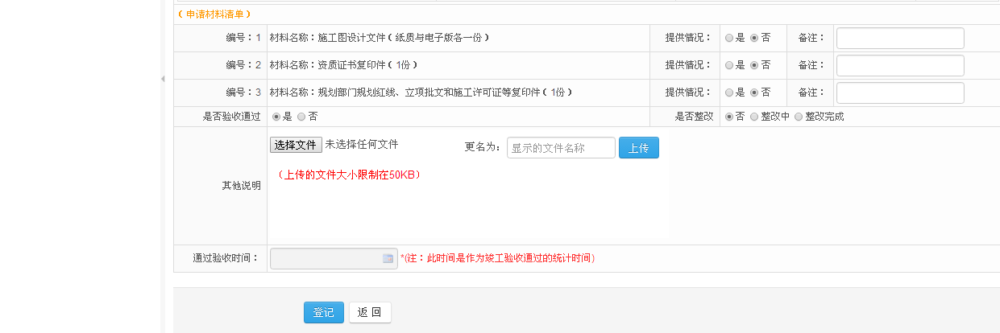 （申请材料清单）
编号：1 材料名称：施工图设计文件（纸质与电子版各一份） 提供情况： 是 否 备注：
编号：2 材料名称：资质证书复印件（1份） 提供情况： 是 否 备注：
编号：3 材料名称：规划部门规划红线、立项批文和施工许可证等复印件（1份） 提供情况： 是 否 备注：
是否验收通过 是 否 是否整改 否 整改中 整改完成
选择文件 未选择任何文件 更名为： 显示的文件名称 上传
（上传的文件大小限制在50KB）
其他说明
通过验收时间： *(注：此时间是作为竣工验收通过的统计时间)
登记 返 回